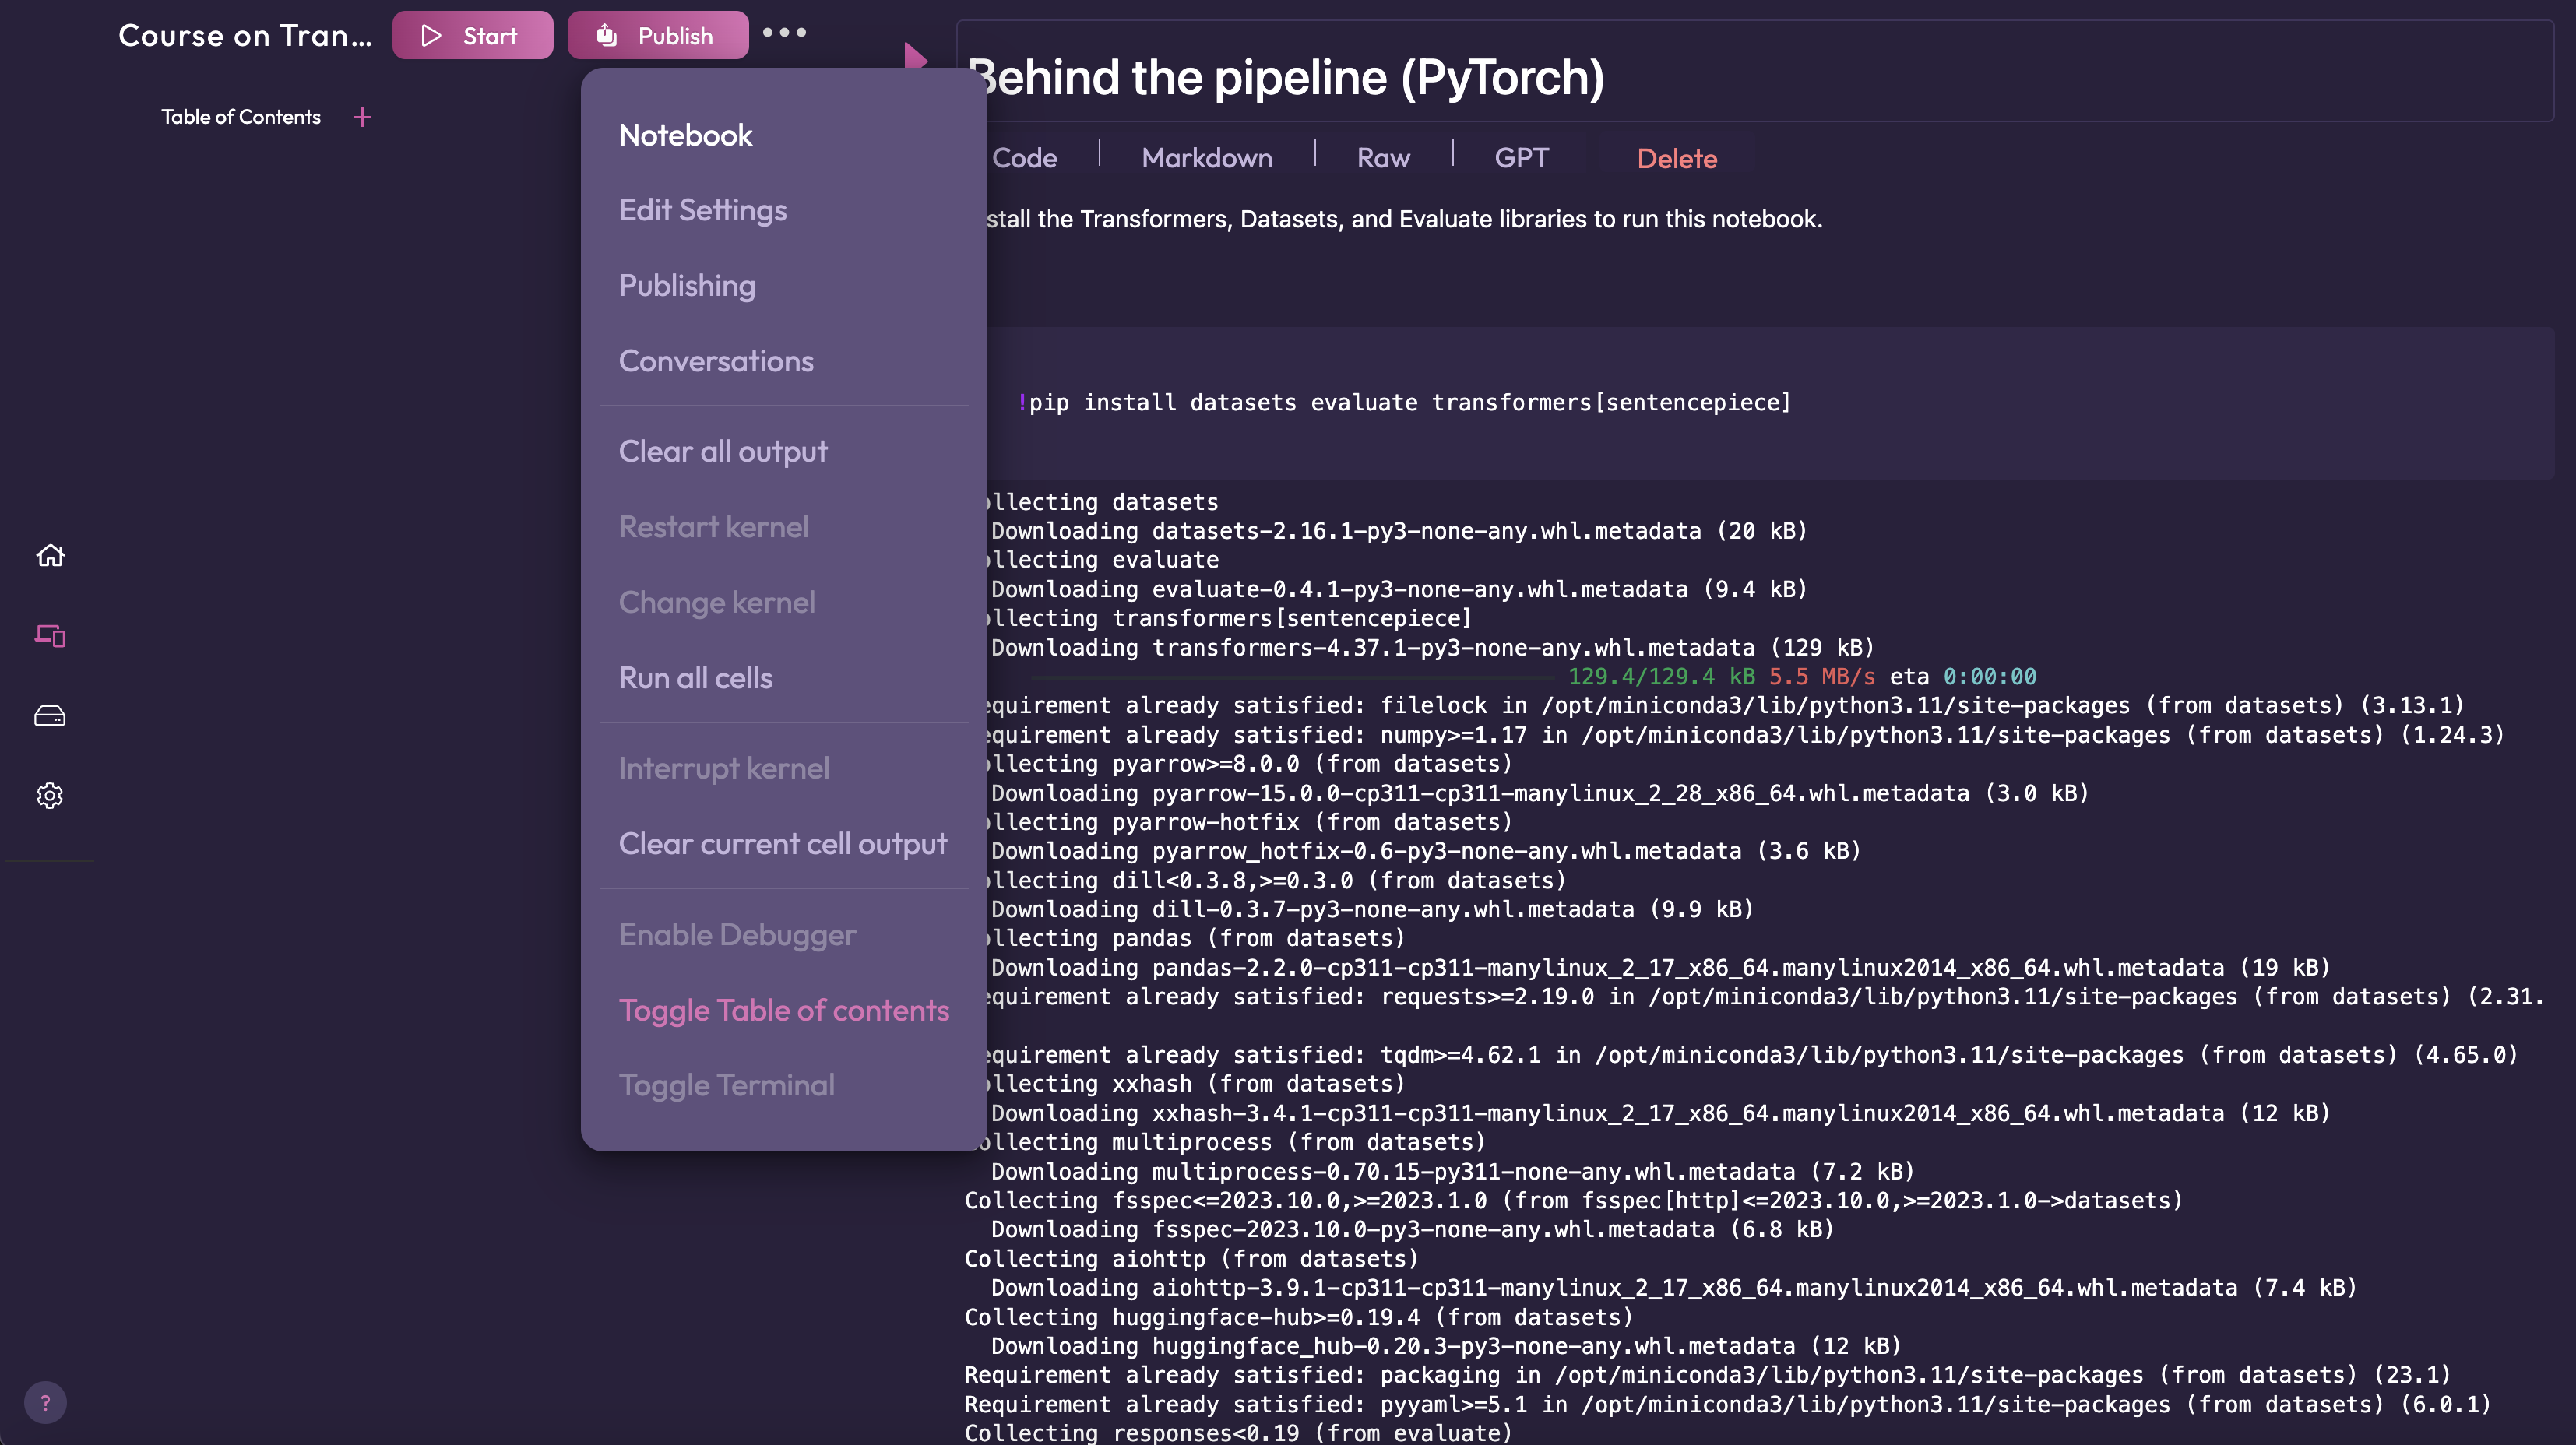 Course on Tran...
Start
Publish
Table of Contents +
Notebook
Edit Settings
Publishing
Conversations
Clear all output
Restart kernel
Change kernel
Run all cells
Interrupt kernel
Clear current cell output
Enable Debugger
Toggle Table of contents
Toggle Terminal
?
Behind the pipeline (PyTorch)
Code | Markdown | Raw | GPT Delete
stall the Transformers, Datasets, and Evaluate libraries to run this notebook.
!pip install datasets evaluate transformers[sentencepiece]
ollecting datasets
Downloading datasets-2.16.1-py3-none-any.whl.metadata (20 kB)
ollecting evaluate
Downloading evaluate-0.4.1-py3-none-any.whl.metadata (9.4 kB)
ollecting transformers[sentencepiece]
Downloading transformers-4.37.1-py3-none-any.whl.metadata (129 kB)
129.4/129.4 kB 5.5 MB/s eta 0:00:00
equirement already satisfied: filelock in /opt/miniconda3/lib/python3.11/site-packages (from datasets) (3.13.1)
equirement already satisfied: numpy>=1.17 in /opt/miniconda3/lib/python3.11/site-packages (from datasets) (1.24.3)
ollecting pyarrow>=8.0.0 (from datasets)
Downloading pyarrow-15.0.0-cp311-cp311-manylinux_2_28_x86_64.whl.metadata (3.0 kB)
ollecting pyarrow-hotfix (from datasets)
Downloading pyarrow_hotfix-0.6-py3-none-any.whl.metadata (3.6 kB)
ollecting dill<0.3.8,>=0.3.0 (from datasets)
Downloading dill-0.3.7-py3-none-any.whl.metadata (9.9 kB)
ollecting pandas (from datasets)
Downloading pandas-2.2.0-cp311-cp311-manylinux_2_17_x86_64.manylinux2014_x86_64.whl.metadata (19 kB)
equirement already satisfied: requests>=2.19.0 in /opt/miniconda3/lib/python3.11/site-packages (from datasets) (2.31.
equirement already satisfied: tqdm>=4.62.1 in /opt/miniconda3/lib/python3.11/site-packages (from datasets) (4.65.0)
ollecting xxhash (from datasets)
Downloading xxhash-3.4.1-cp311-cp311-manylinux_2_17_x86_64.manylinux2014_x86_64.whl.metadata (12 kB)
ollecting multiprocess (from datasets)
Downloading multiprocess-0.70.15-py311-none-any.whl.metadata (7.2 kB)
Collecting fsspec<=2023.10.0,>=2023.1.0 (from fsspec[http]<=2023.10.0,>=2023.1.0->datasets)
Downloading fsspec-2023.10.0-py3-none-any.whl.metadata (6.8 kB)
Collecting aiohttp (from datasets)
Downloading aiohttp-3.9.1-cp311-cp311-manylinux_2_17_x86_64.manylinux2014_x86_64.whl.metadata (7.4 kB)
Collecting huggingface-hub>=0.19.4 (from datasets)
Downloading huggingface_hub-0.20.3-py3-none-any.whl.metadata (12 kB)
Requirement already satisfied: packaging in /opt/miniconda3/lib/python3.11/site-packages (from datasets) (23.1)
Requirement already satisfied: pyyaml>=5.1 in /opt/miniconda3/lib/python3.11/site-packages (from datasets) (6.0.1)
Collecting responses<0.19 (from evaluate)